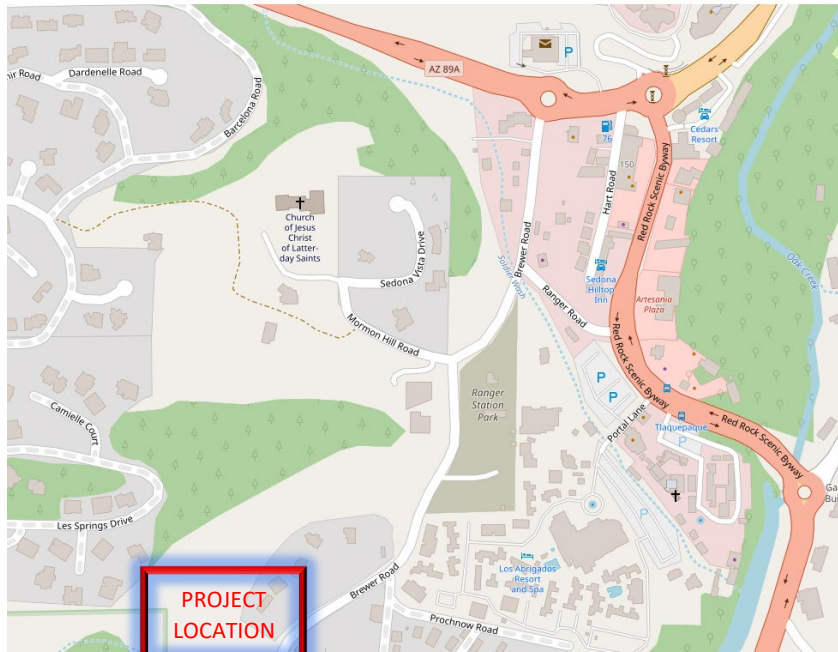 Dardenelle Road
Barcelona Road
AZ 89A
P
76
150
Cedars
Resort
Hart Road
Red Rock Scenic Byway
Brewer Road
Church
of Jesus
Christ
of Latter-
day Saints
Sedona Vista Drive
Soldier Wash
Oak Creek
Sedona
Hilltop
Inn
Artesania
Plaza
Ranger Road
Mormon Hill Road
Red Rock Scenic Byway
Ranger
Station
Park
P
P
Camielle Court
Portal Lane
Red Rock Scenic Byway
Tlaquepaque
P
Les Springs Drive
P
Los Abrigados
Resort
and Spa
Brewer Road
Prochnow Road
PROJECT
LOCATION